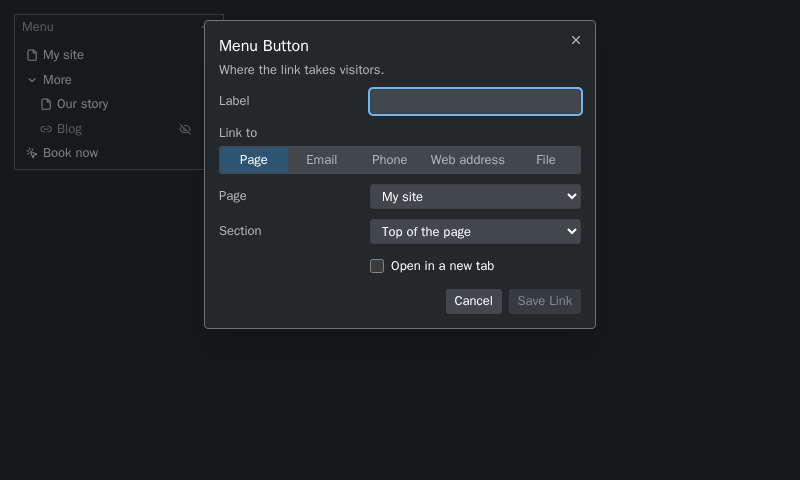 Menu
My site
More
Our story
Blog
Book now
Menu Button
Where the link takes visitors.
Label
Link to
Page Email Phone Web address File
Page My site
Section Top of the page
Open in a new tab
Cancel Save Link